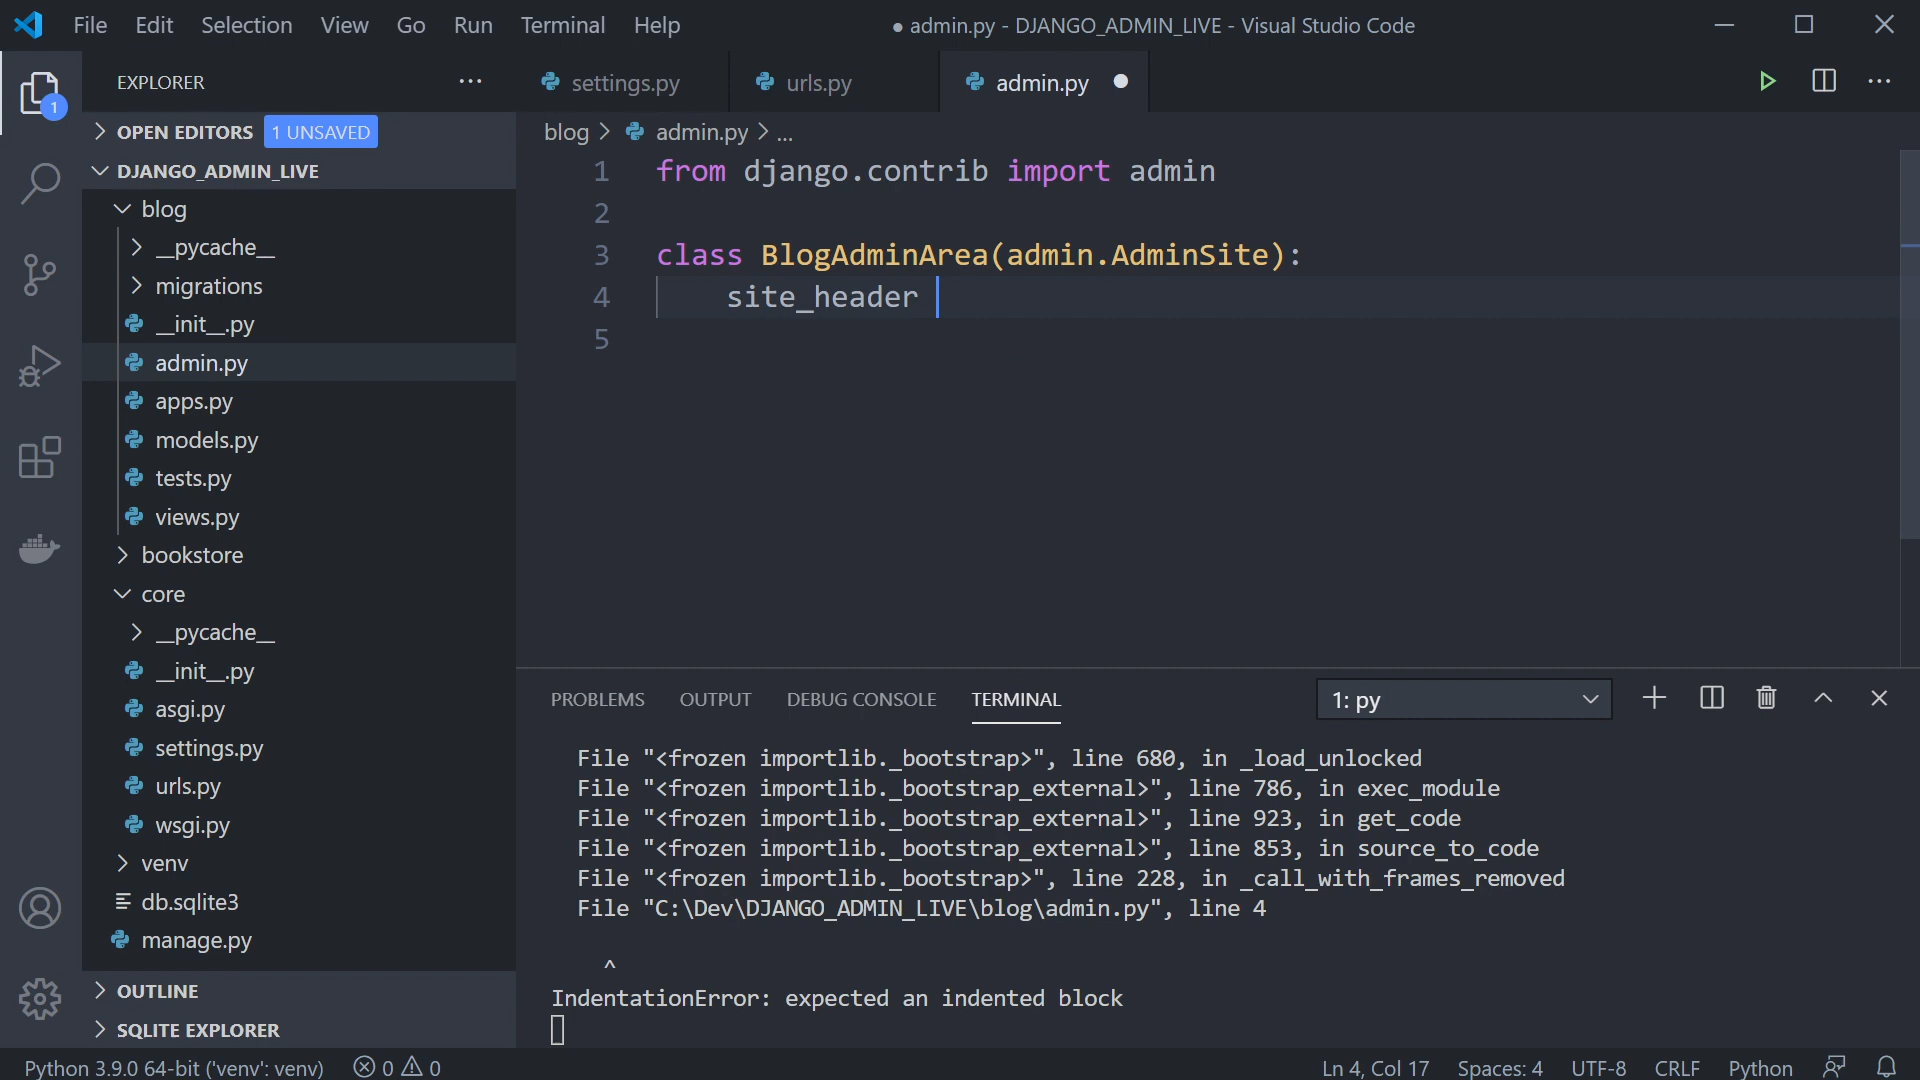 File Edit Selection View Go Run Terminal Help
● admin.py - DJANGO_ADMIN_LIVE - Visual Studio Code
1
EXPLORER
OPEN EDITORS 1 UNSAVED
DJANGO_ADMIN_LIVE
blog
__pycache__
migrations
__init__.py
admin.py
apps.py
models.py
tests.py
views.py
bookstore
core
__pycache__
__init__.py
asgi.py
settings.py
urls.py
wsgi.py
venv
db.sqlite3
manage.py
OUTLINE
SQLITE EXPLORER
settings.py urls.py admin.py
blog > admin.py > ...
1 from django.contrib import admin
2
3 class BlogAdminArea(admin.AdminSite):
4 site_header
5
PROBLEMS OUTPUT DEBUG CONSOLE TERMINAL 1: py
File "<frozen importlib._bootstrap>", line 680, in _load_unlocked
File "<frozen importlib._bootstrap_external>", line 786, in exec_module
File "<frozen importlib._bootstrap_external>", line 923, in get_code
File "<frozen importlib._bootstrap_external>", line 853, in source_to_code
File "<frozen importlib._bootstrap>", line 228, in _call_with_frames_removed
File "C:\Dev\DJANGO_ADMIN_LIVE\blog\admin.py", line 4
^
IndentationError: expected an indented block
Python 3.9.0 64-bit ('venv': venv) 0 0 Ln 4, Col 17 Spaces: 4 UTF-8 CRLF Python